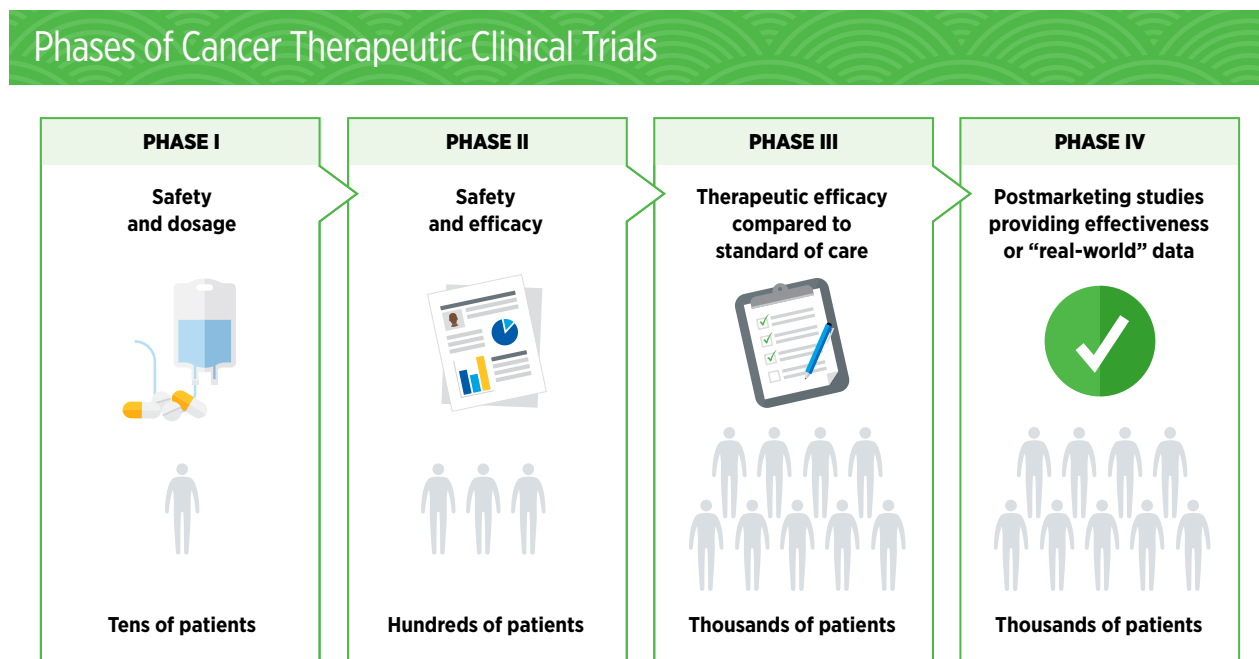 Phases of Cancer Therapeutic Clinical Trials
PHASE I
Safety
and dosage
Tens of patients
PHASE II
Safety
and efficacy
Hundreds of patients
PHASE III
Therapeutic efficacy
compared to
standard of care
Thousands of patients
PHASE IV
Postmarketing studies
providing effectiveness
or “real-world” data
Thousands of patients